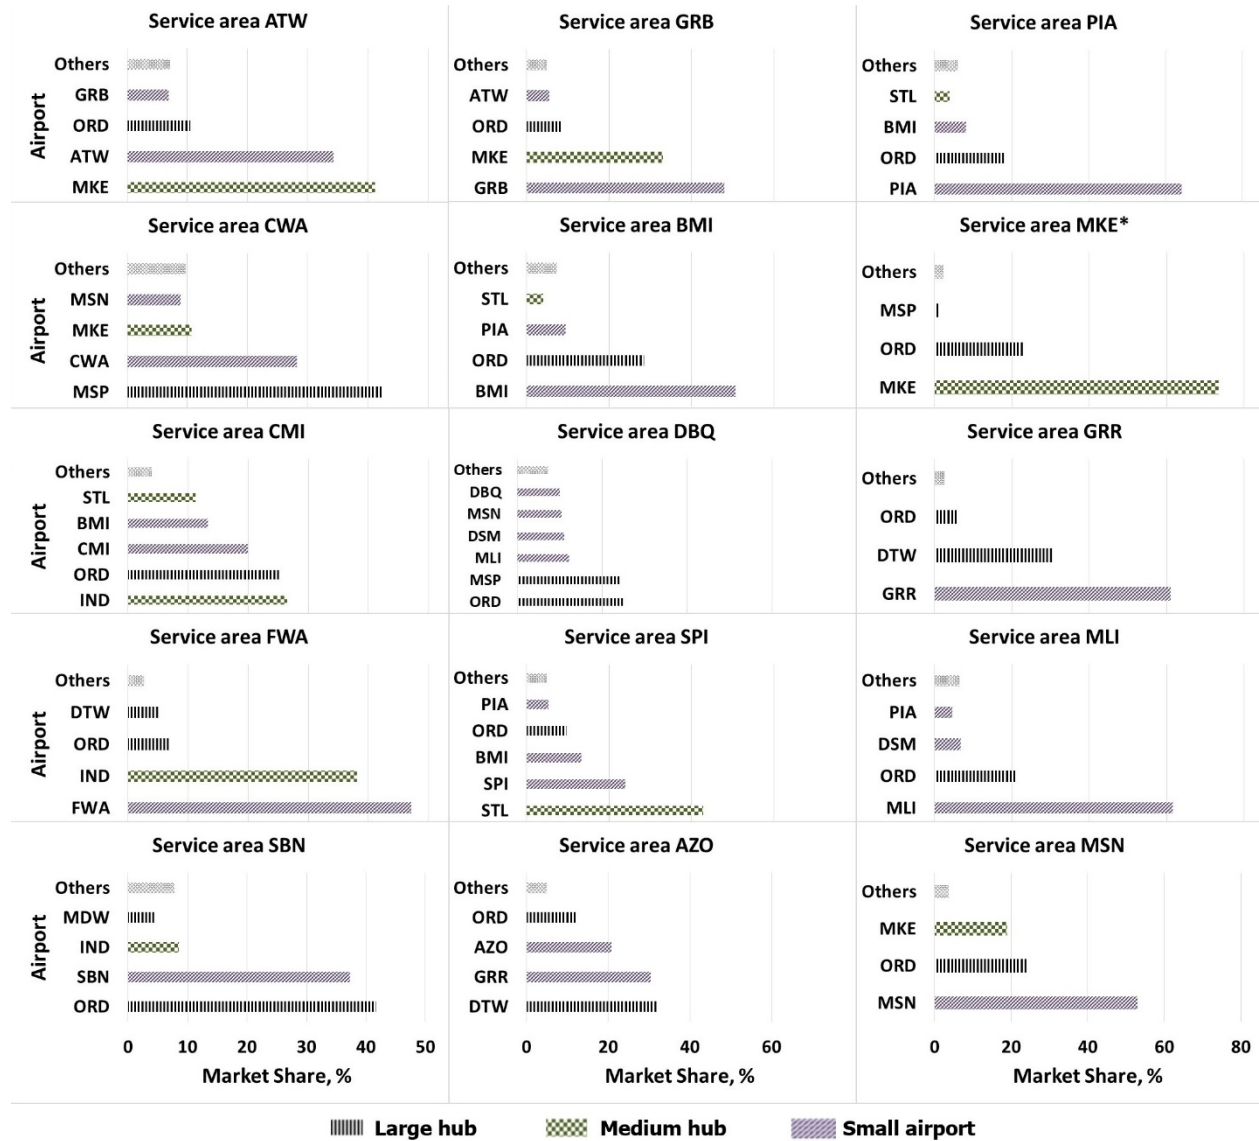 Service area ATW
Airport
Others
GRB
ORD
ATW
MKE
Service area GRB
Others
ATW
ORD
MKE
GRB
Service area PIA
Others
STL
BMI
ORD
PIA
Service area CWA
Airport
Others
MSN
MKE
CWA
MSP
Service area BMI
Others
STL
PIA
ORD
BMI
Service area MKE*
Others
MSP
ORD
MKE
Service area CMI
Airport
Others
STL
BMI
CMI
ORD
IND
Service area DBQ
Others
DBQ
MSN
DSM
MLI
MSP
ORD
Service area GRR
Others
ORD
DTW
GRR
Service area FWA
Airport
Others
DTW
ORD
IND
FWA
Service area SPI
Others
PIA
ORD
BMI
SPI
STL
Service area MLI
Others
PIA
DSM
ORD
MLI
Service area SBN
Airport
Others
MDW
IND
SBN
ORD
0 10 20 30 40 50
Market Share, %
Service area AZO
Others
ORD
AZO
GRR
DTW
0 20 40 60
Market Share, %
Service area MSN
Others
MKE
ORD
MSN
0 20 40 60 80
Market Share, %
Large hub Medium hub Small airport